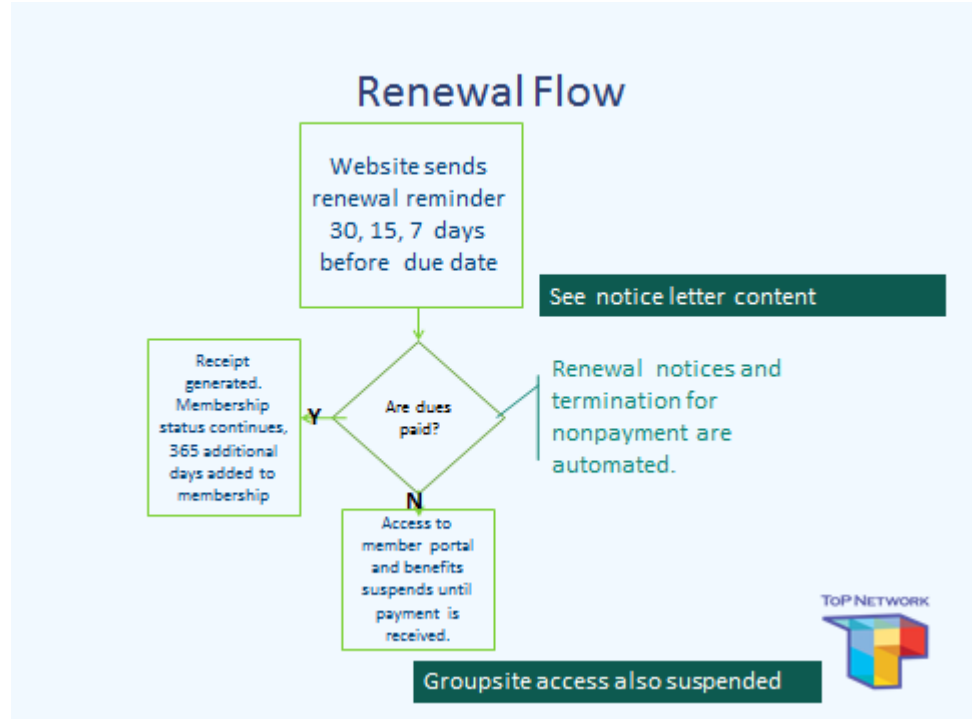 Renewal Flow
Website sends
renewal reminder
30, 15, 7 days
before due date
See notice letter content
Receipt
generated.
Membership
status continues,
365 additional
days added to
membership
Y
Are dues
paid?
Renewal notices and
termination for
nonpayment are
automated.
N
Access to
member portal
and benefits
suspends until
payment is
received.
TOP NETWORK
Groupsite access also suspended